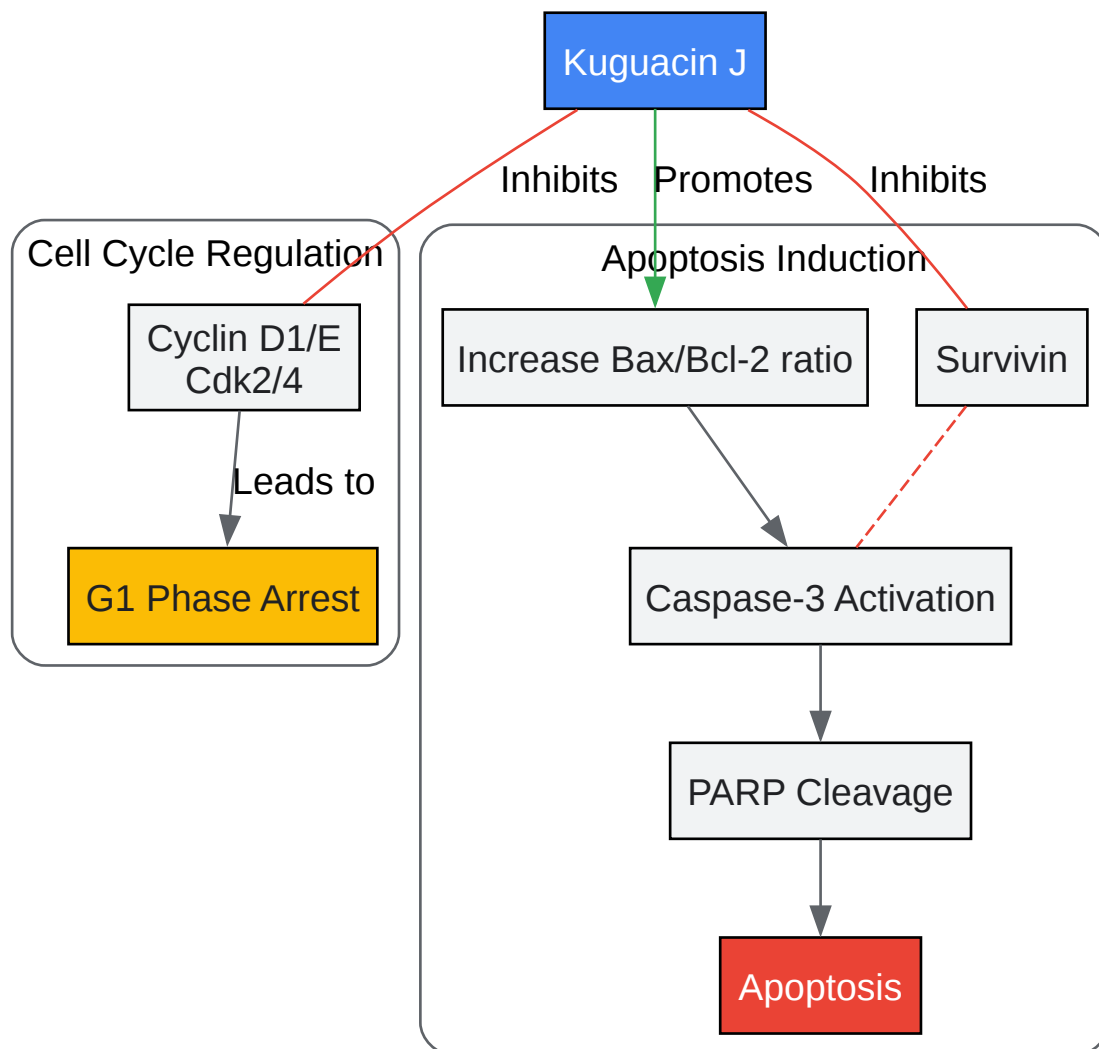 Kuguacin J
Inhibits
Promotes
Inhibits
Cell Cycle Regulation
Apoptosis Induction
Cyclin D1/E
Cdk2/4
Increase Bax/Bcl-2 ratio
Survivin
Leads to
G1 Phase Arrest
Caspase-3 Activation
PARP Cleavage
Apoptosis